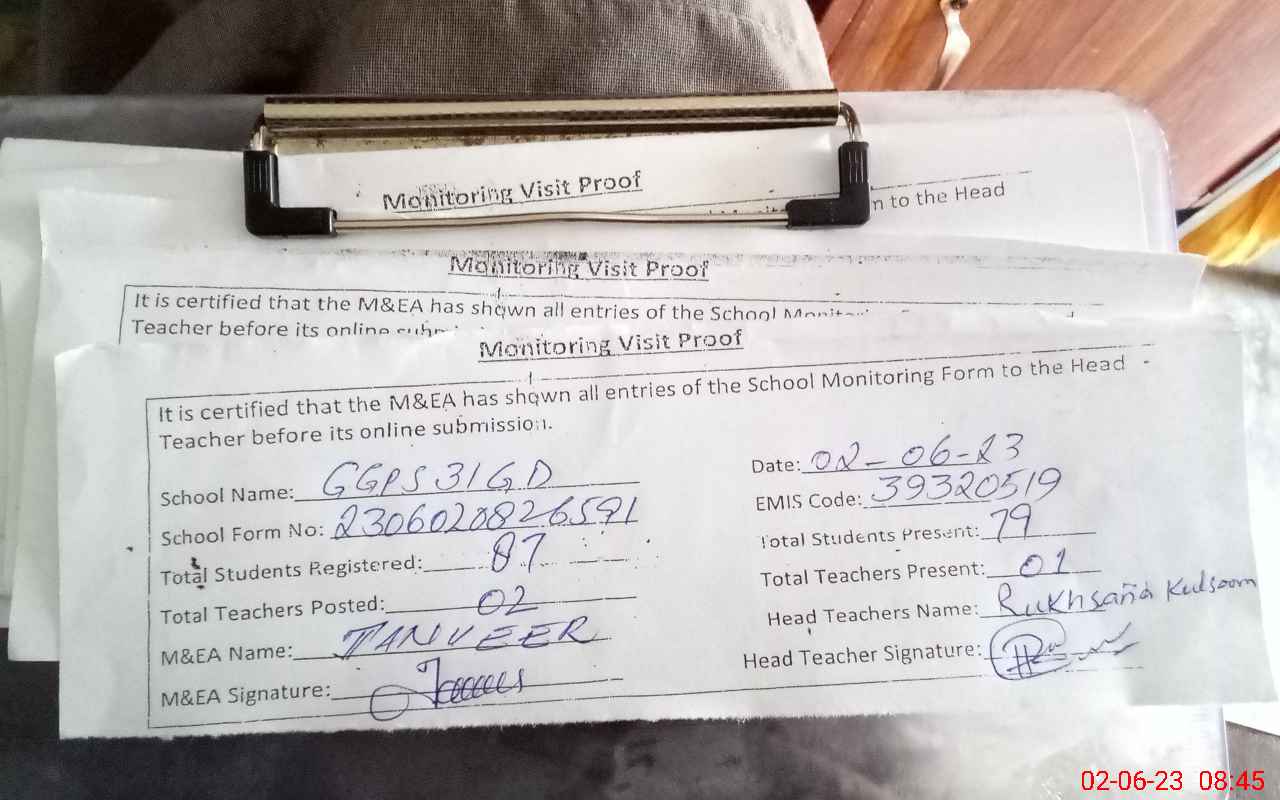 Monitoring Visit Proof
n to the Head
Monitoring Visit Proof
It is certified that the M&EA has shown all entries of the School Monitor
Teacher before its online subm
Monitoring Visit Proof
It is certified that the M&EA has shown all entries of the School Monitoring Form to the Head
Teacher before its online submission.
School Name: GGPS 31GD
Date: 02-06-23
School Form No: 2306020826591
EMIS Code: 39320519
Total Students Registered: 87
Total Students Present: 79
Total Teachers Posted: 02
Total Teachers Present: 01
M&EA Name: TANVEER
Head Teachers Name: Rukhsana Kulsoom
M&EA Signature:
Head Teacher Signature:
02-06-23 08:45